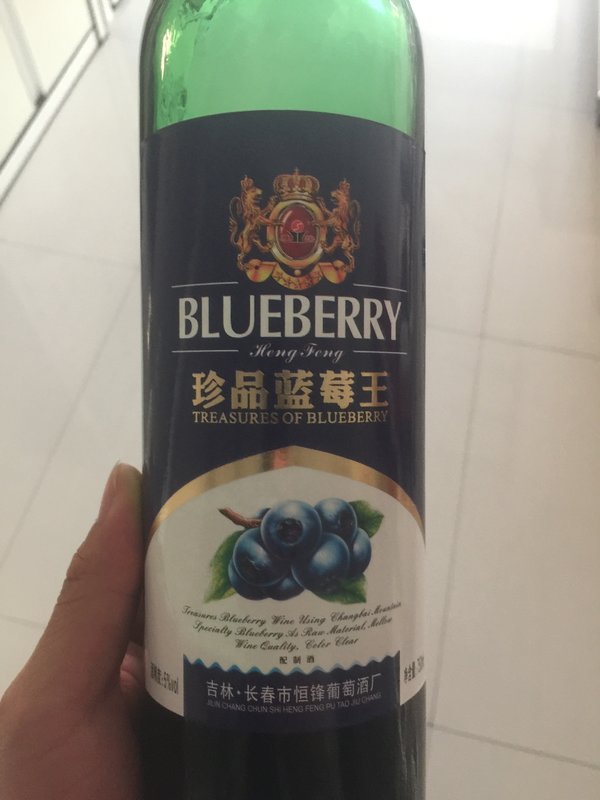 BLUEBERRY
Heng Feng
珍品蓝莓王
TREASURES OF BLUEBERRY
Treasures Blueberry Wine Using Changbai Mountain
Specialty Blueberry As Raw Material, Mellow
Wine Quality, Color Clear
配制酒
5%vol
吉林·长春市恒锋葡萄酒厂
JILIN CHANG CHUN SHI HENG FENG PU TAO JIU CHANG